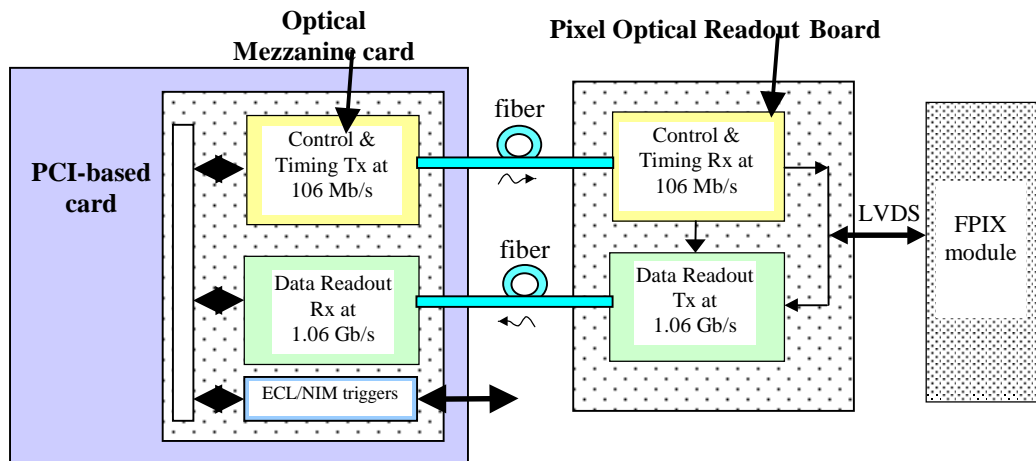 Optical
Mezzanine card
Pixel Optical Readout Board
PCI-based
card
Control &
Timing Tx at
106 Mb/s
fiber
Control &
Timing Rx at
106 Mb/s
LVDS
FPIX
module
Data Readout
Rx at
1.06 Gb/s
fiber
Data Readout
Tx at
1.06 Gb/s
ECL/NIM triggers